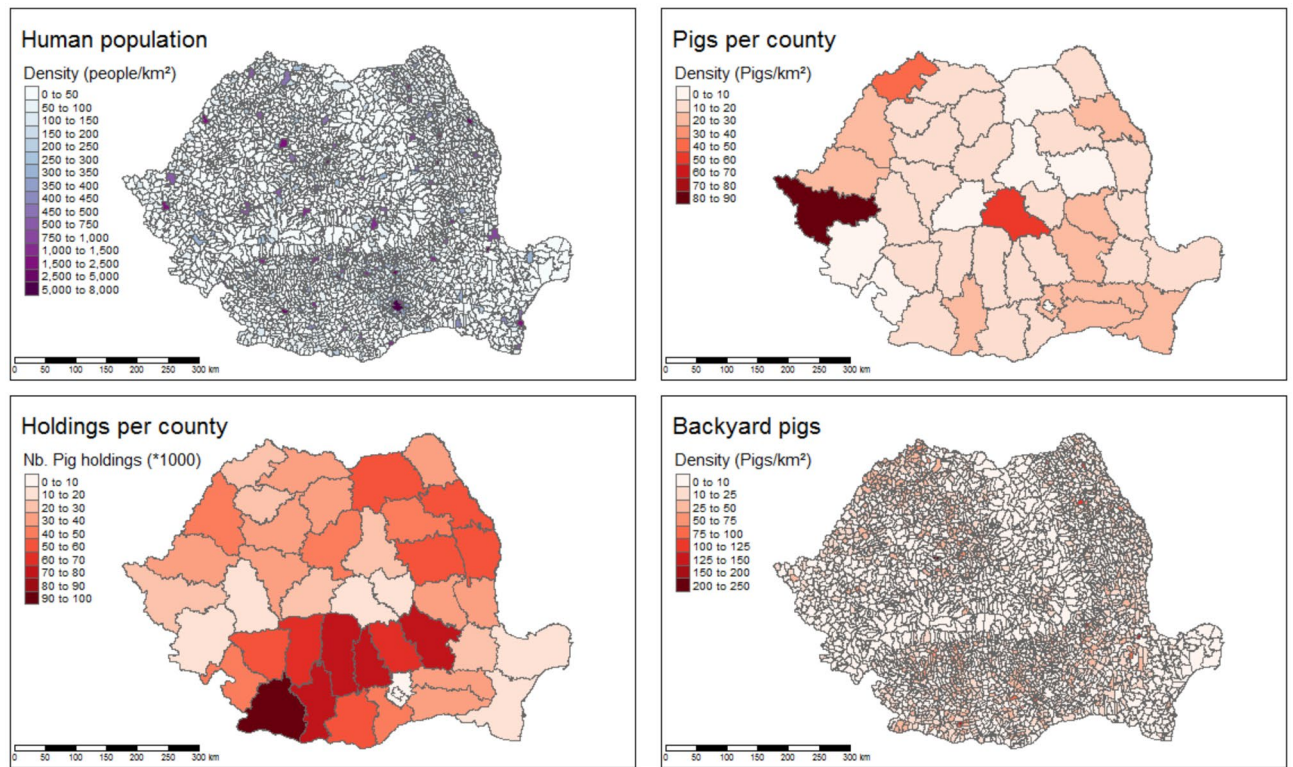 Human population
Density (people/km²)
0 to 50
50 to 100
100 to 150
150 to 200
200 to 250
250 to 300
300 to 350
350 to 400
400 to 450
450 to 500
500 to 750
750 to 1,000
1,000 to 1,500
1,500 to 2,500
2,500 to 5,000
5,000 to 8,000
0 50 100 150 200 250 300 km
Pigs per county
Density (Pigs/km²)
0 to 10
10 to 20
20 to 30
30 to 40
40 to 50
50 to 60
60 to 70
70 to 80
80 to 90
0 50 100 150 200 250 300 km
Holdings per county
Nb. Pig holdings (*1000)
0 to 10
10 to 20
20 to 30
30 to 40
40 to 50
50 to 60
60 to 70
70 to 80
80 to 90
90 to 100
0 50 100 150 200 250 300 km
Backyard pigs
Density (Pigs/km²)
0 to 10
10 to 25
25 to 50
50 to 75
75 to 100
100 to 125
125 to 150
150 to 200
200 to 250
0 50 100 150 200 250 300 km